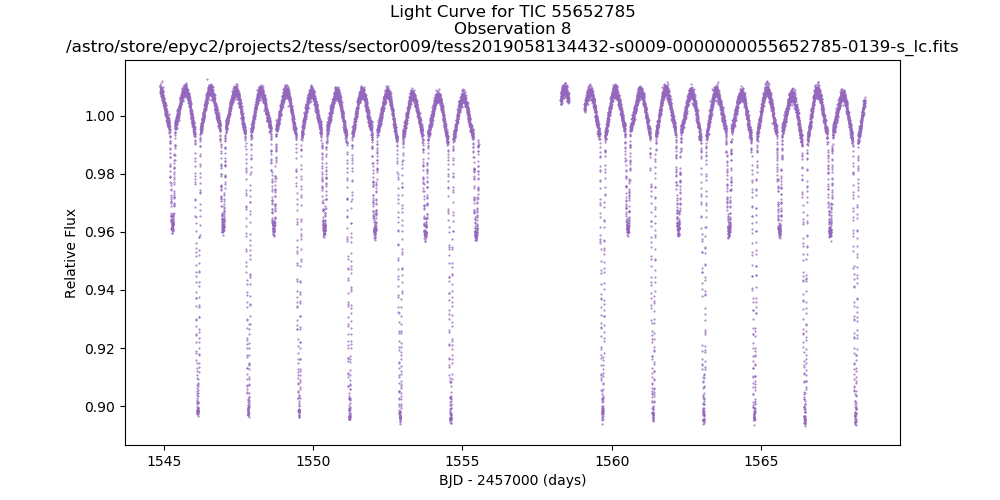 Light Curve for TIC 55652785
Observation 8
/astro/store/epyc2/projects2/tess/sector009/tess2019058134432-s0009-0000000055652785-0139-s_lc.fits
1.00
0.98
0.96
0.94
0.92
0.90
Relative Flux
1545
1550
1555
1560
1565
BJD - 2457000 (days)